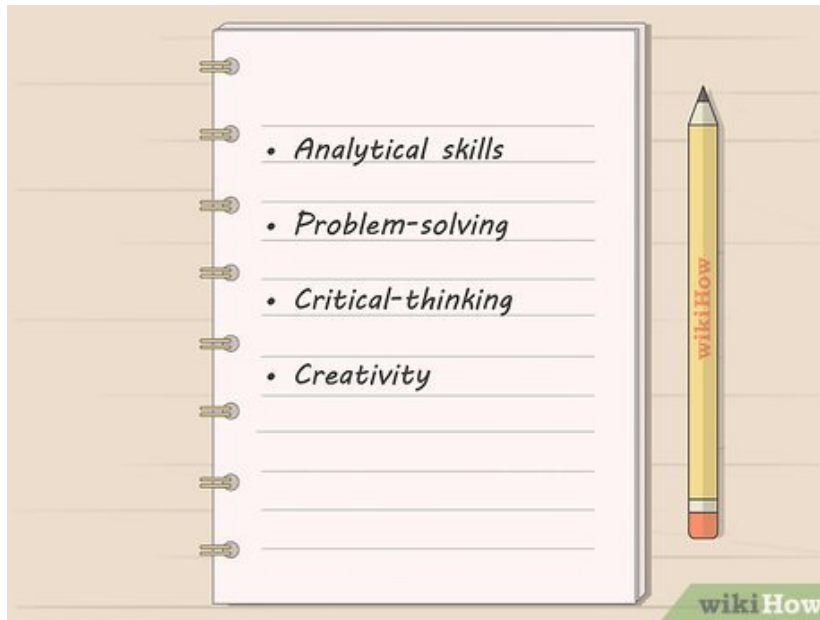 • Analytical skills
• Problem-solving
• Critical-thinking
• Creativity
wikiHow
wikiHow